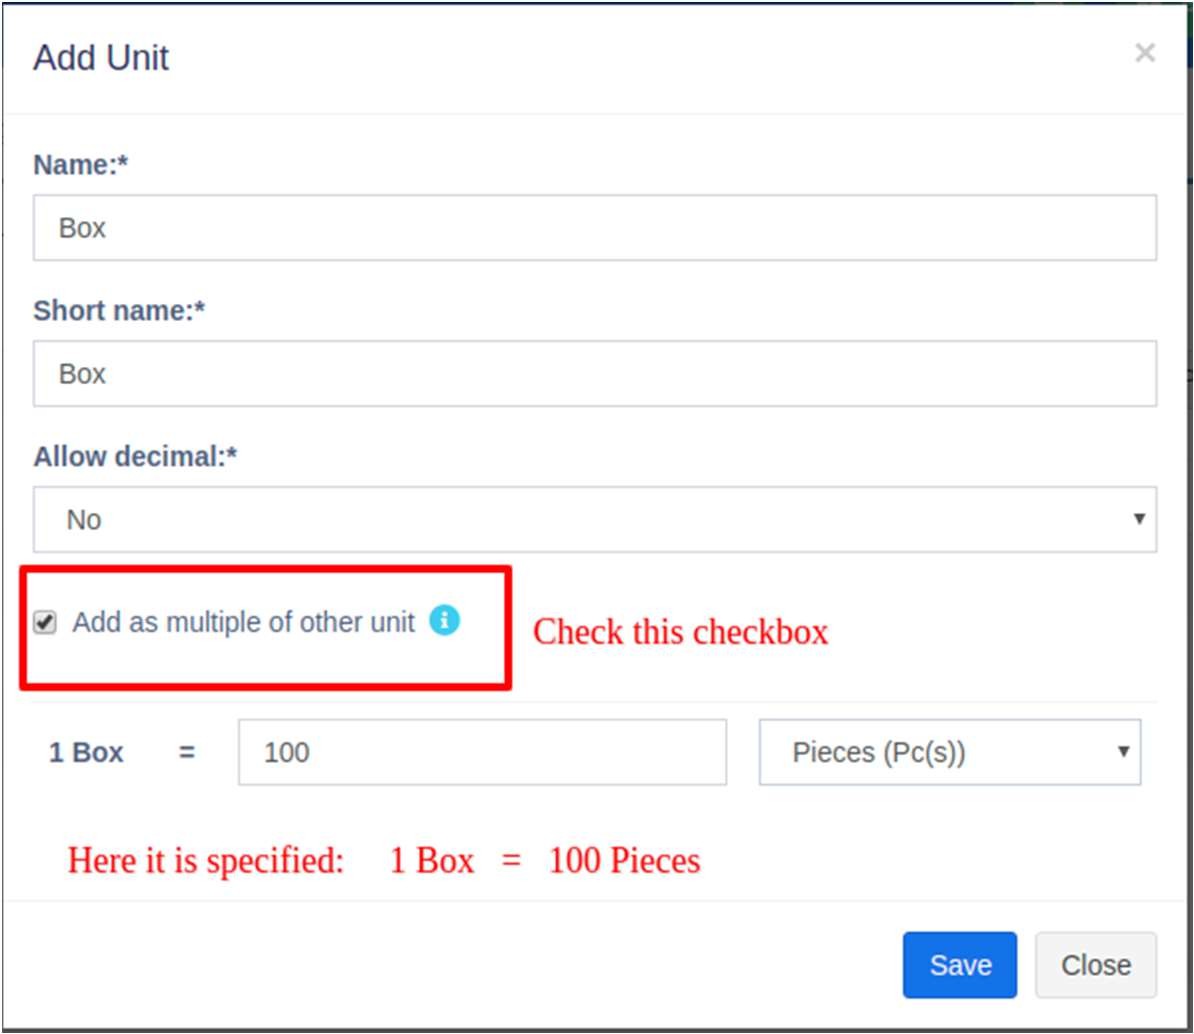 Add Unit ×
Name:*
Box
Short name:*
Box
Allow decimal:*
No
Add as multiple of other unit i
Check this checkbox
1 Box = 100 Pieces (Pc(s))
Here it is specified: 1 Box = 100 Pieces
Save Close